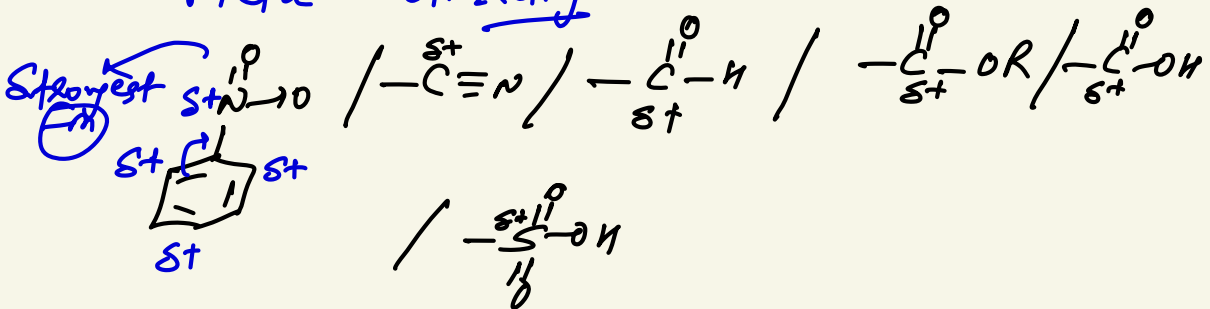 Strongest δ+ N O → O / — C δ+ ≡ N / — C δ+ O — H / — C δ+ O — OR / — C δ+ O — OH
-M
δ+ δ+
δ+
/ — S δ+ O O — OH